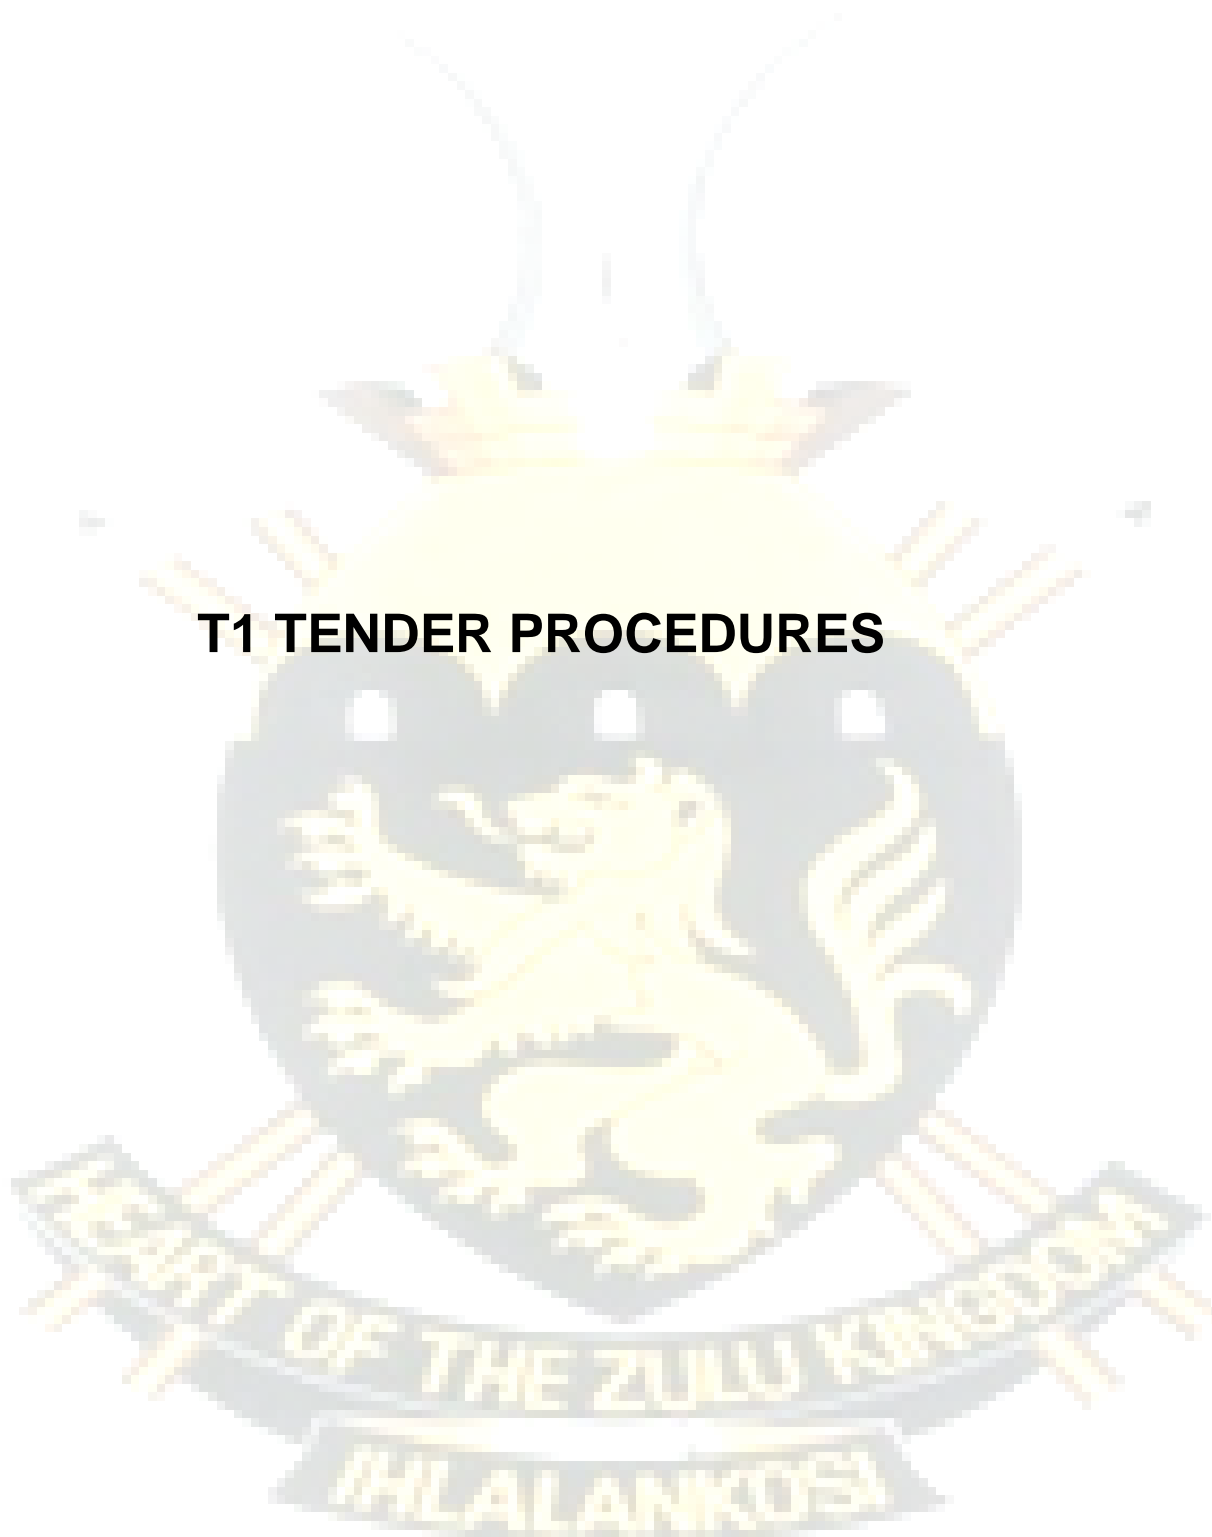 T1 TENDER PROCEDURES
HEART OF THE ZULU KINGDOM
IHLALANKOSI